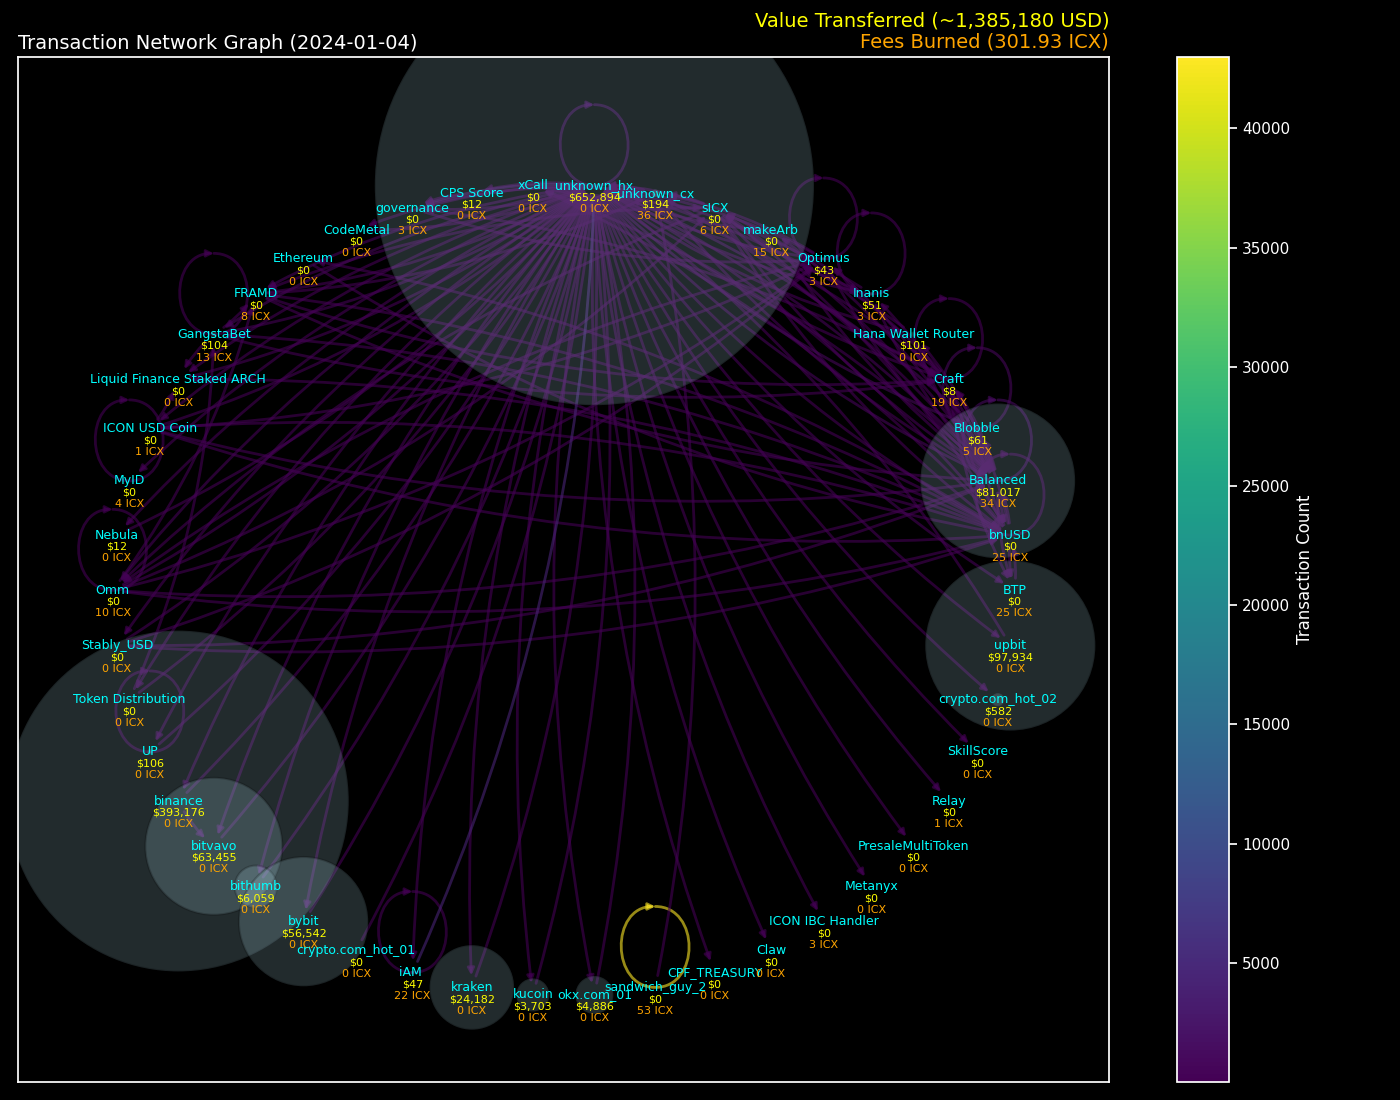 Value Transferred (~1,385,180 USD)
Transaction Network Graph (2024-01-04)
Fees Burned (301.93 ICX)
xCall
$0
0 ICX
unknown_hx
$652,894
0 ICX
unknown_cx
$194
36 ICX
CPS Score
$12
0 ICX
sICX
$0
6 ICX
governance
$0
3 ICX
makeArb
$0
15 ICX
CodeMetal
$0
0 ICX
Optimus
$43
3 ICX
Ethereum
$0
0 ICX
Inanis
$51
3 ICX
FRAMD
$0
8 ICX
Hana Wallet Router
$101
0 ICX
GangstaBet
$104
13 ICX
Craft
$8
19 ICX
Liquid Finance Staked ARCH
$0
0 ICX
Blobble
$61
5 ICX
ICON USD Coin
$0
1 ICX
Balanced
$81,017
34 ICX
MyID
$0
4 ICX
bnUSD
$0
25 ICX
Nebula
$12
0 ICX
BTP
$0
25 ICX
Omm
$0
10 ICX
upbit
$97,934
0 ICX
Stably_USD
$0
0 ICX
crypto.com_hot_02
$582
0 ICX
Token Distribution
$0
0 ICX
SkillScore
$0
0 ICX
UP
$106
0 ICX
Relay
$0
1 ICX
binance
$393,176
0 ICX
PresaleMultiToken
$0
0 ICX
bitvavo
$63,455
0 ICX
Metanyx
$0
0 ICX
bithumb
$6,059
0 ICX
ICON IBC Handler
$0
3 ICX
bybit
$56,542
0 ICX
Claw
$0
0 ICX
crypto.com_hot_01
$0
0 ICX
CPF_TREASURY
$0
0 ICX
iAM
$47
22 ICX
kraken
$24,182
0 ICX
kucoin
$3,703
0 ICX
okx.com_01
$4,886
0 ICX
sandwich_guy_2
$0
53 ICX
40000
35000
30000
25000
20000
15000
10000
5000
Transaction Count